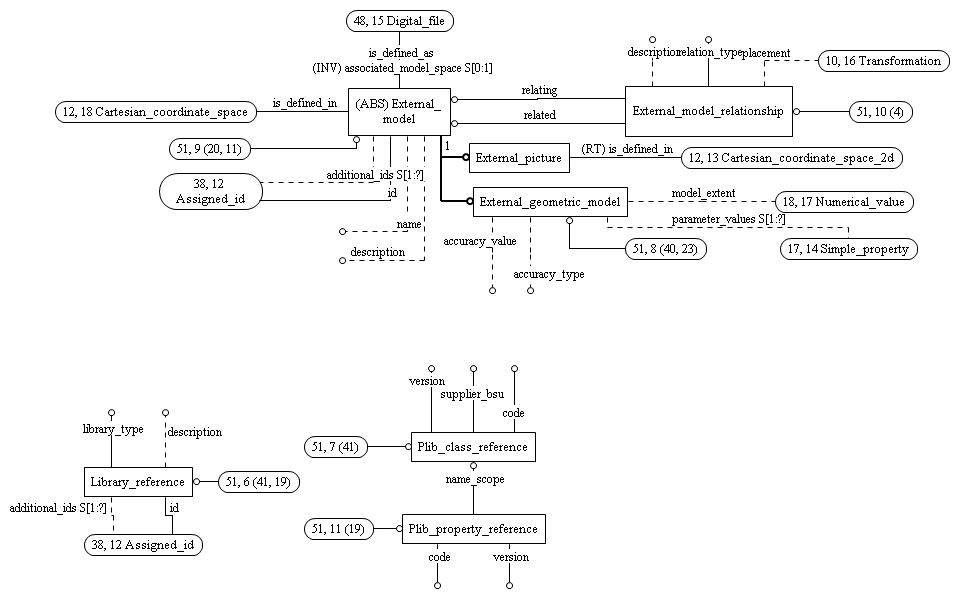 48, 15 Digital_file
is_defined_as
(INV) associated_model_space S[0:1]
description
relation_type
placement
10, 16 Transformation
12, 18 Cartesian_coordinate_space
is_defined_in
(ABS) External_
model
relating
related
External_model_relationship
51, 10 (4)
51, 9 (20, 11)
1
External_picture
(RT) is_defined_in
12, 13 Cartesian_coordinate_space_2d
additional_ids S[1:?]
38, 12
Assigned_id
id
External_geometric_model
model_extent
18, 17 Numerical_value
parameter_values S[1:?]
name
accuracy_value
51, 8 (40, 23)
17, 14 Simple_property
description
accuracy_type
version
supplier_bsu
code
library_type
description
51, 7 (41)
Plib_class_reference
Library_reference
51, 6 (41, 19)
name_scope
additional_ids S[1:?]
id
51, 11 (19)
Plib_property_reference
38, 12 Assigned_id
code
version